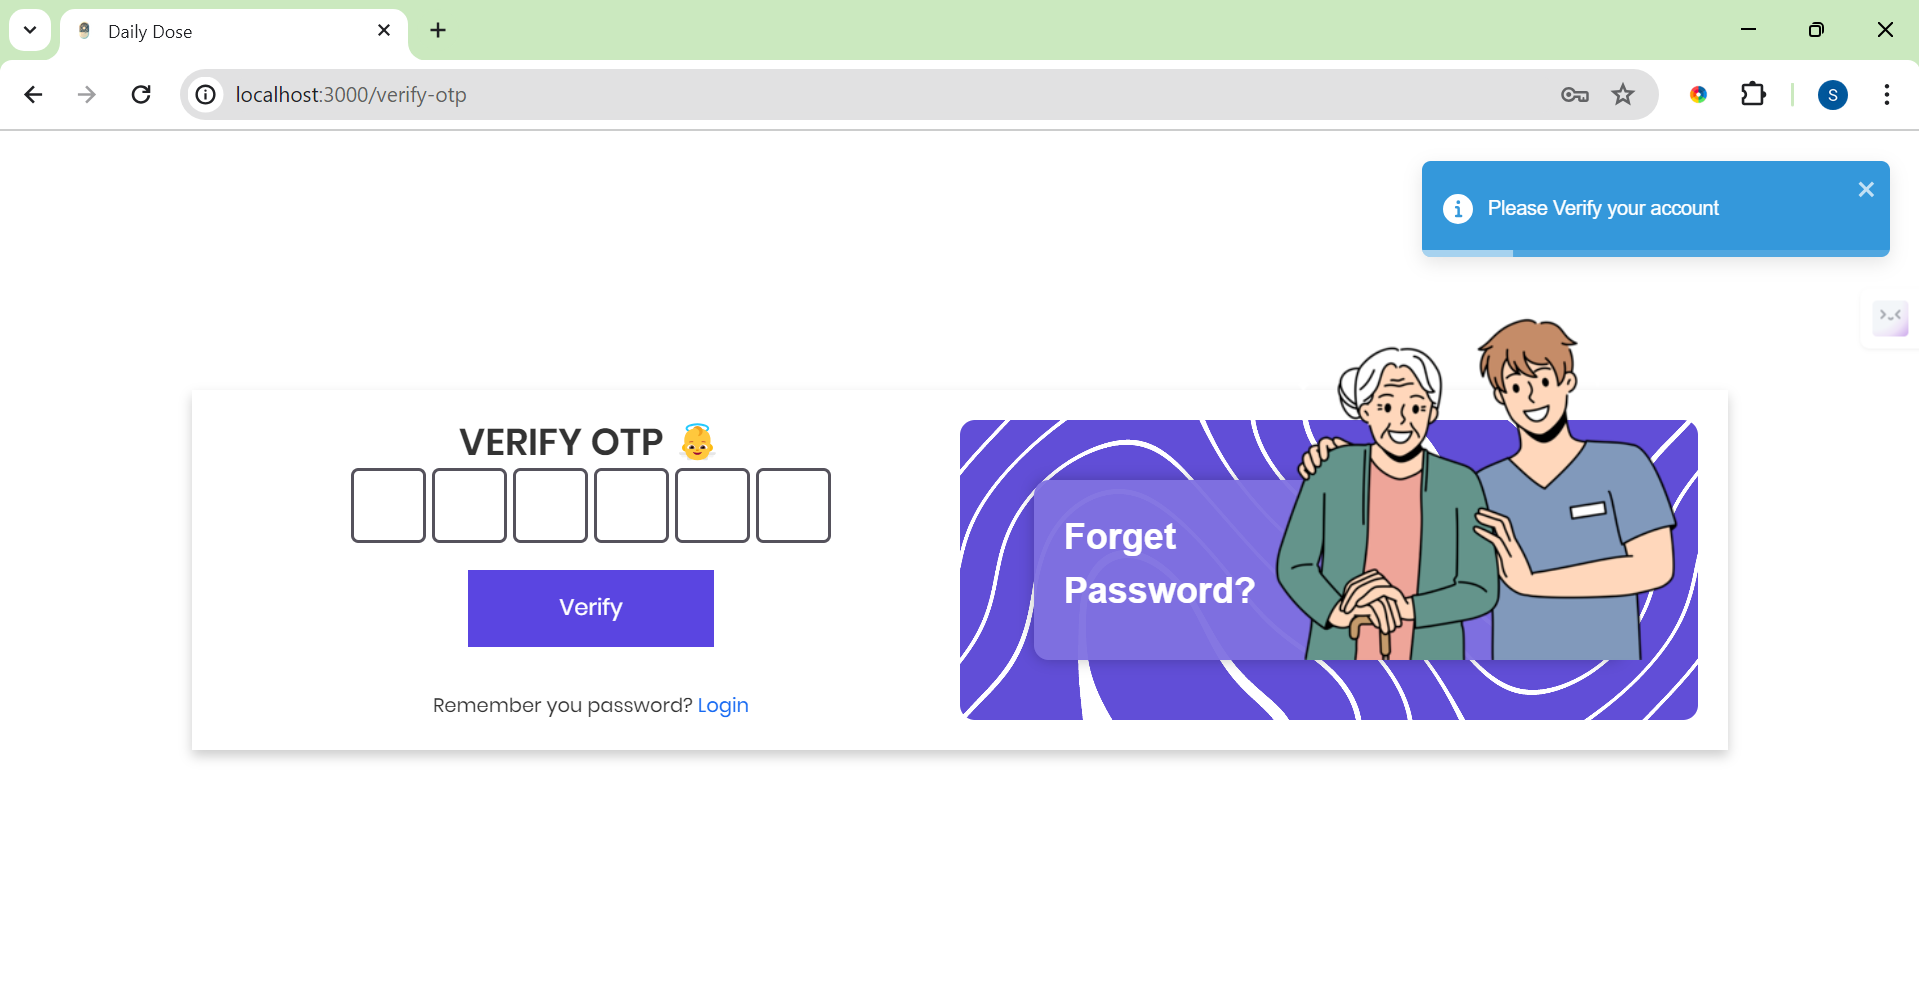 Daily Dose
localhost:3000/verify-otp
S
Please Verify your account
VERIFY OTP 👼
Verify
Remember you password? Login
Forget
Password?